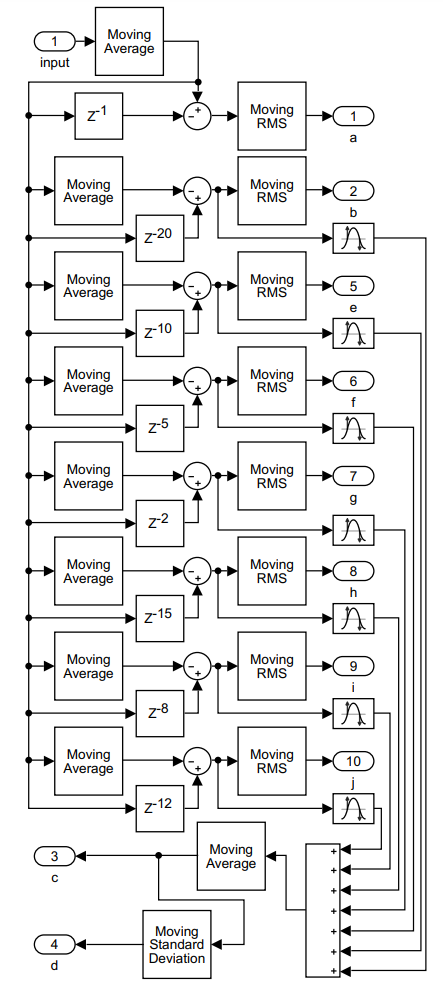 1
input
Moving
Average
Z-1
- +
Moving
RMS
1
a
Moving
Average
- +
Moving
RMS
2
b
Z-20
Moving
Average
- +
Moving
RMS
5
e
Z-10
Moving
Average
- +
Moving
RMS
6
f
Z-5
Moving
Average
- +
Moving
RMS
7
g
Z-2
Moving
Average
- +
Moving
RMS
8
h
Z-15
Moving
Average
- +
Moving
RMS
9
i
Z-8
Moving
Average
- +
Moving
RMS
10
j
Z-12
3
c
Moving
Average
+
+
+
+
+
+
+
4
d
Moving
Standard
Deviation